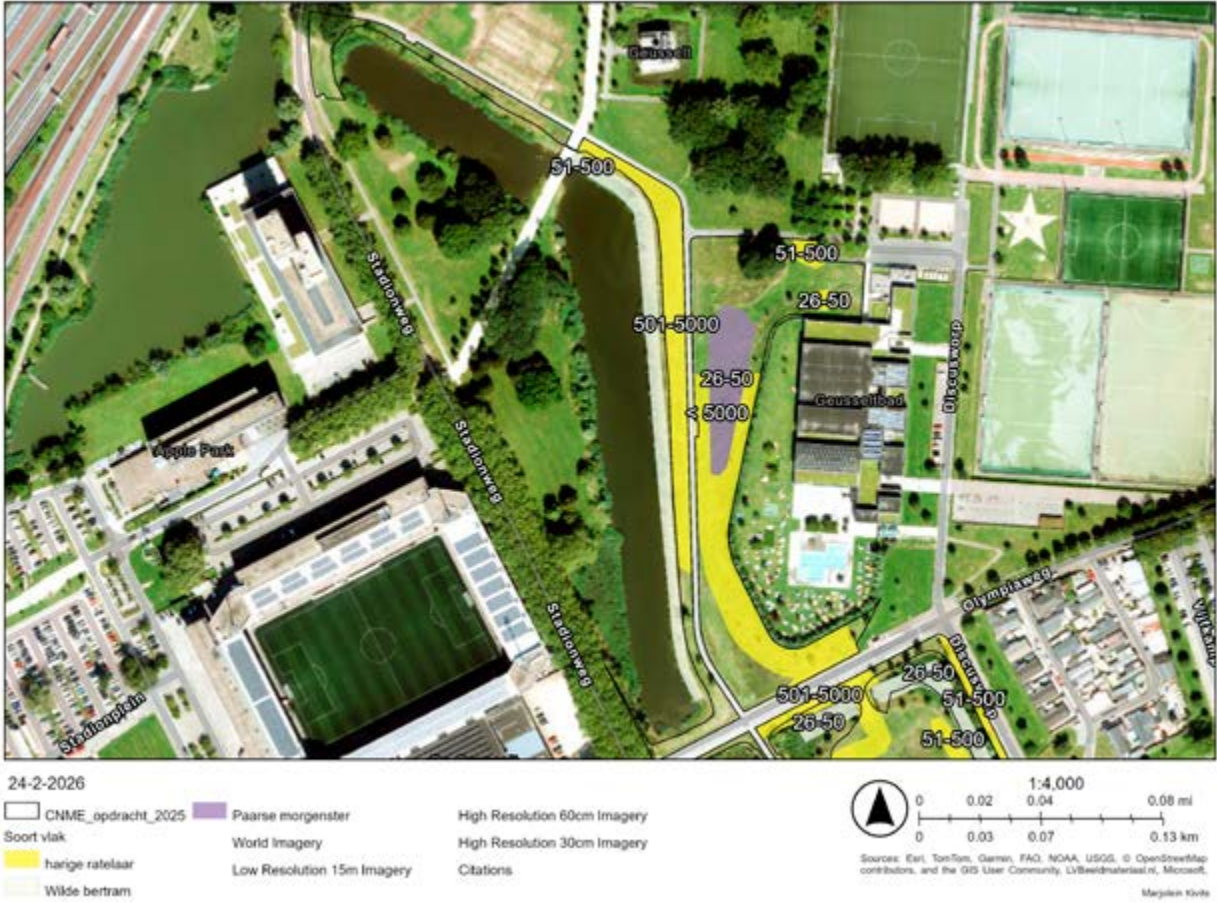 Geusselt
51-500
51-500
Stadionweg
26-50
501-5000
Discusworp
26-50
Geusseltbad
< 5000
Apple Park
Stadionweg
Olympiaweg
Stadionweg
26-50
501-5000
51-500
Stadionplein
26-50
51-500
24-2-2026
CNME_opdracht_2025
Soort vlak
harige ratelaar
Wilde bertram
Paarse morgenster
World Imagery
Low Resolution 15m Imagery
High Resolution 60cm Imagery
High Resolution 30cm Imagery
Citations
1:4,000
0 0.02 0.04 0.08 mi
0 0.03 0.07 0.13 km
Sources: Esri, TomTom, Garmin, FAO, NOAA, USGS, © OpenStreetMap
contributors, and the GIS User Community, LVBeeldmateriaal.nl, Microsoft,
Marjolein Kivits